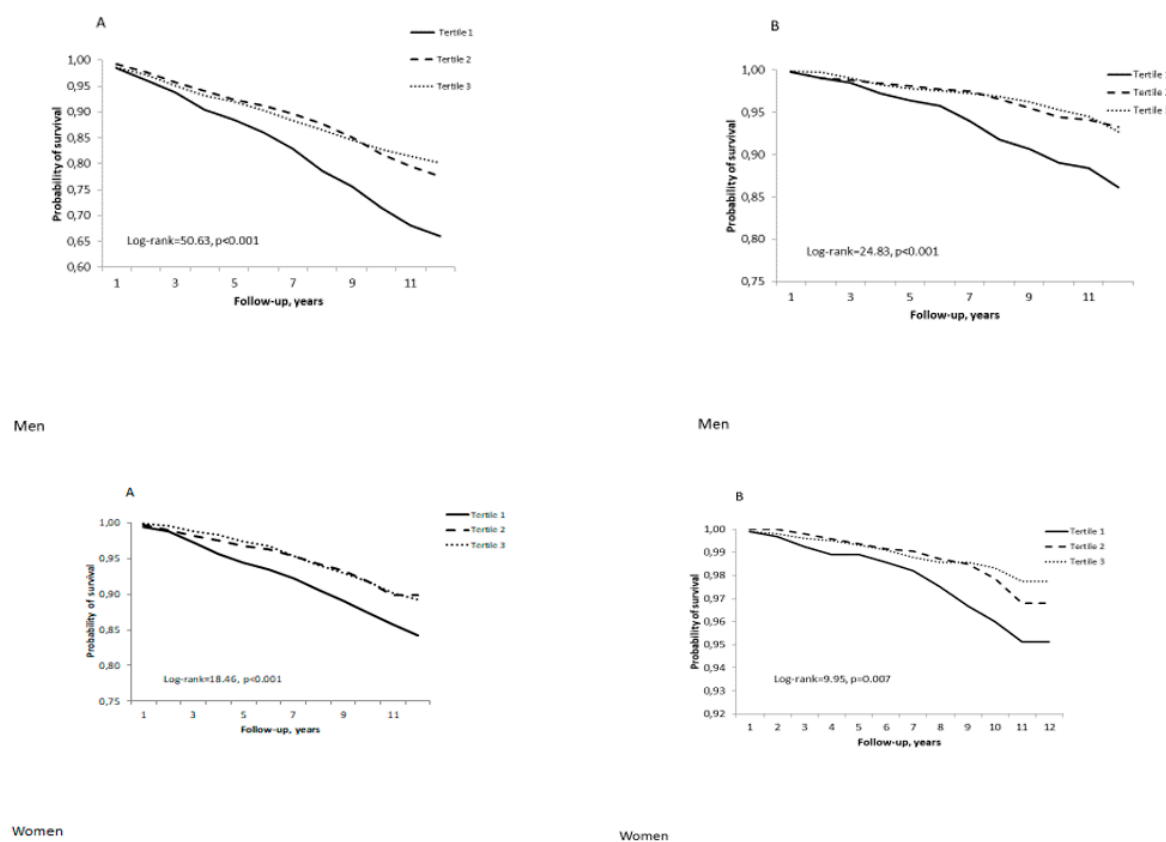 A
Tertile 1
Tertile 2
Tertile 3
1,00
0,95
0,90
0,85
0,80
0,75
0,70
0,65
0,60
Probability of survival
Log-rank=50.63, p<0.001
1 3 5 7 9 11
Follow-up, years
Men
B
Tertile 1
Tertile 2
Tertile
1,00
0,95
0,90
0,85
0,80
0,75
Probability of survival
Log-rank=24.83, p<0.001
1 3 5 7 9 11
Follow-up, years
Men
A
Tertile 1
Tertile 2
Tertile 3
1,00
0,95
0,90
0,85
0,80
0,75
Probability of survival
Log-rank=18.46, p<0.001
1 3 5 7 9 11
Follow-up, years
Women
B
Tertile 1
Tertile 2
Tertile 3
1,00
0,99
0,98
0,97
0,96
0,95
0,94
0,93
0,92
Probability of survival
Log-rank=9.95, p=0.007
1 2 3 4 5 6 7 8 9 10 11 12
Follow-up, years
Women